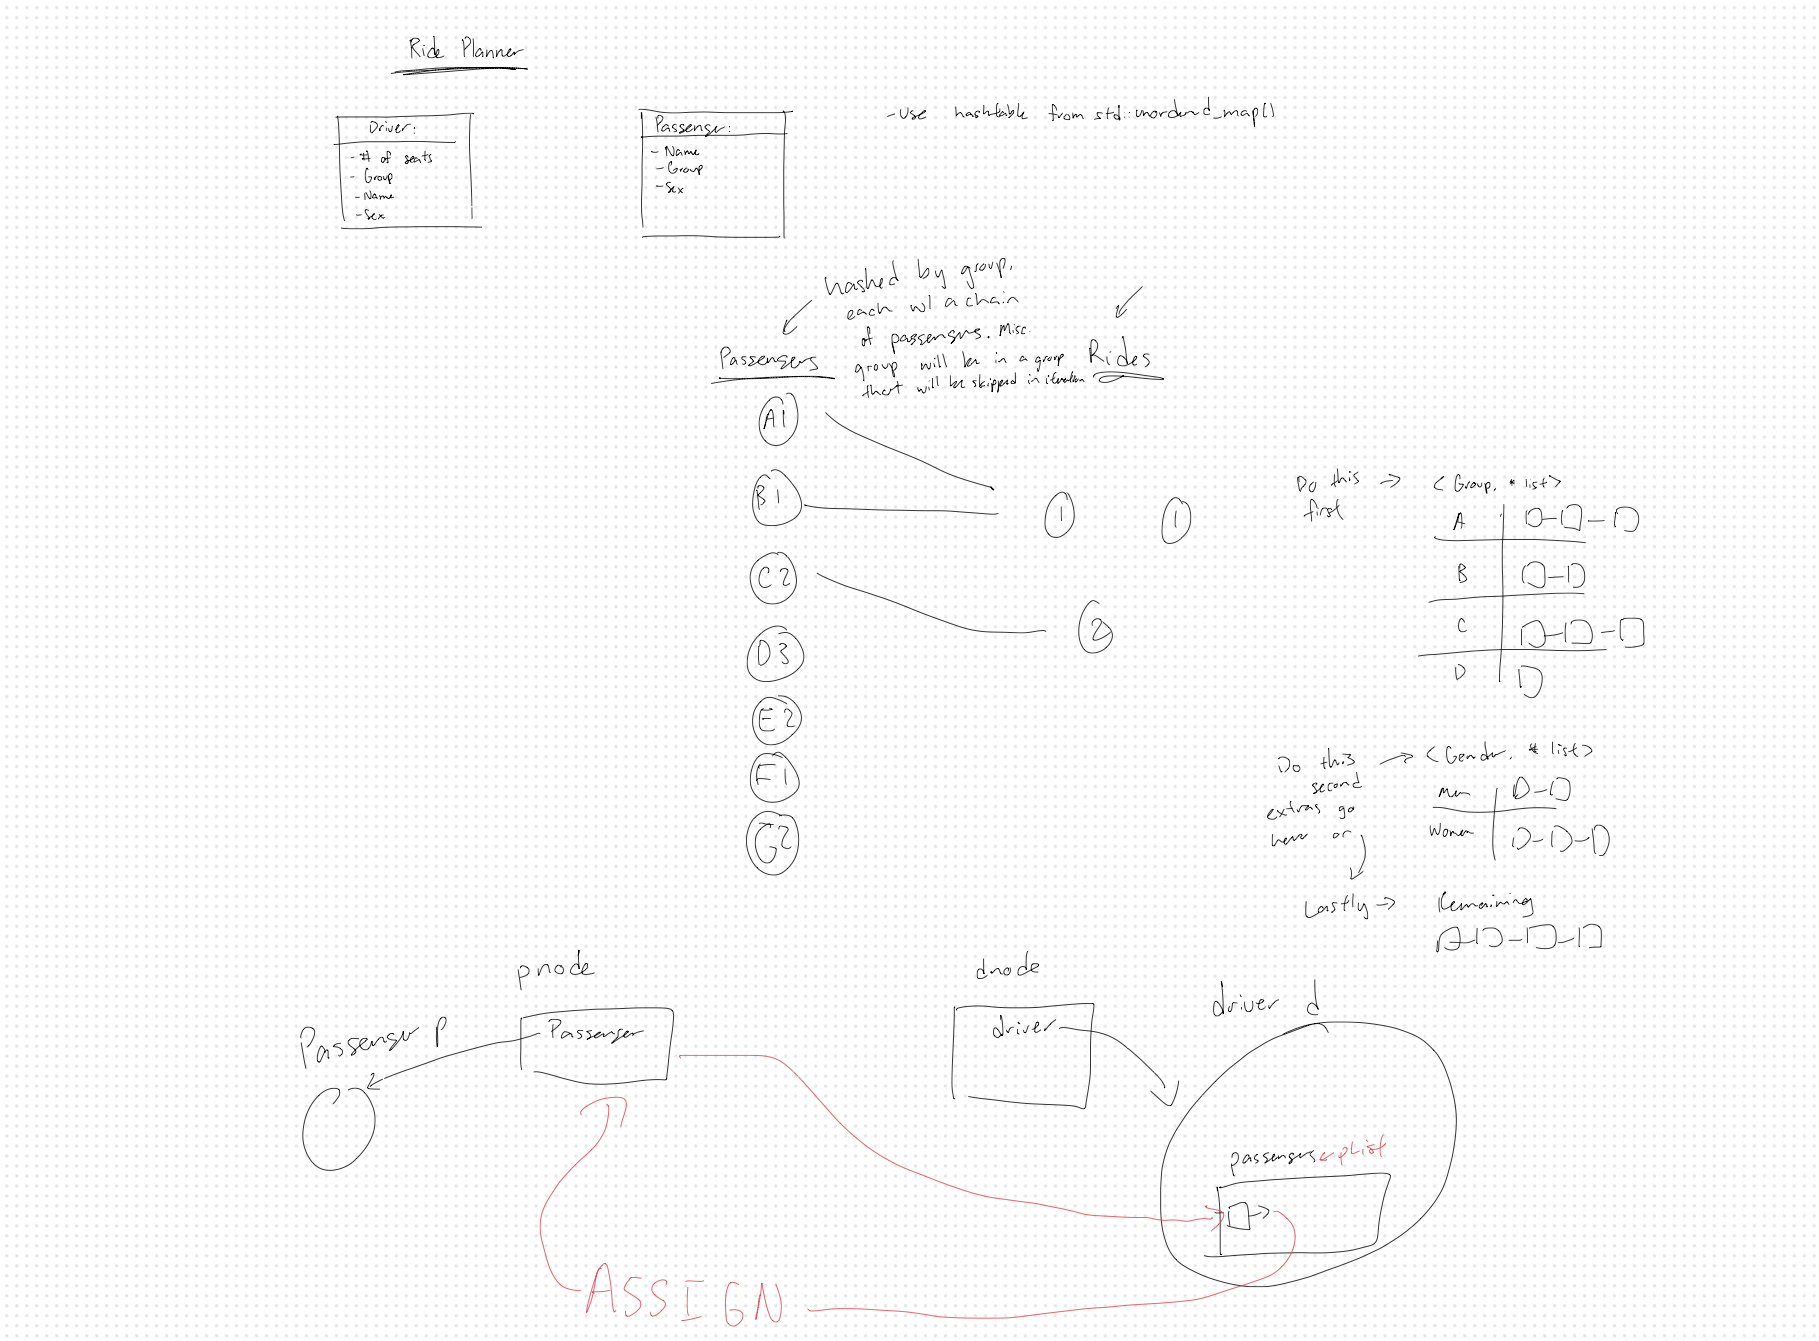 Ride Planner
Driver:
- # of seats
- Group
- Name
- Sex
Passenger:
- Name
- Group
- Sex
- use hashtable from std::unordered_map()
hashed by group,
each w/ a chain
of passengers. Misc.
group will be in a group
that will be skipped in iteration
Passengers
Rides
A1
B1
C2
D3
E2
F1
G2
1
1
2
Do this
first
< Group, * list>
A
B
C
D
Do this
second
extras go
here or
< Gender, * list>
Men
Women
Lastly
Remaining
pnode
Passenger
Passenger p
dnode
driver
driver d
passengers
pList
ASSIGN